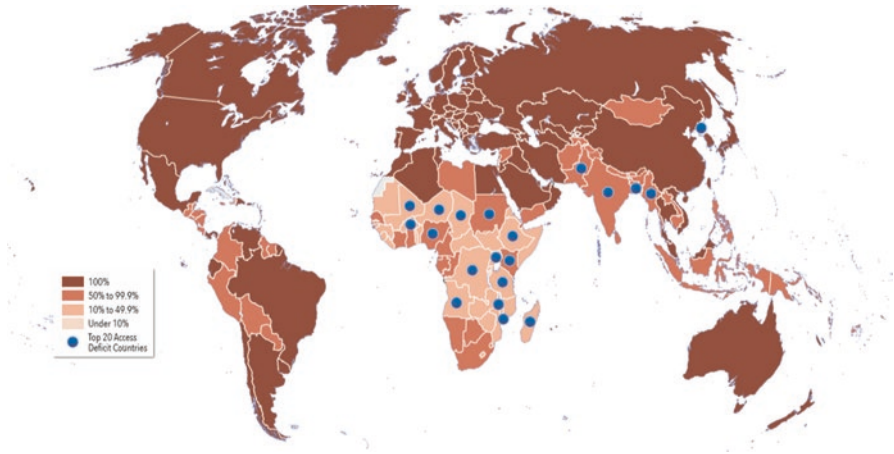 100%
50% to 99.9%
10% to 49.9%
Under 10%
Top 20 Access
Deficit Countries